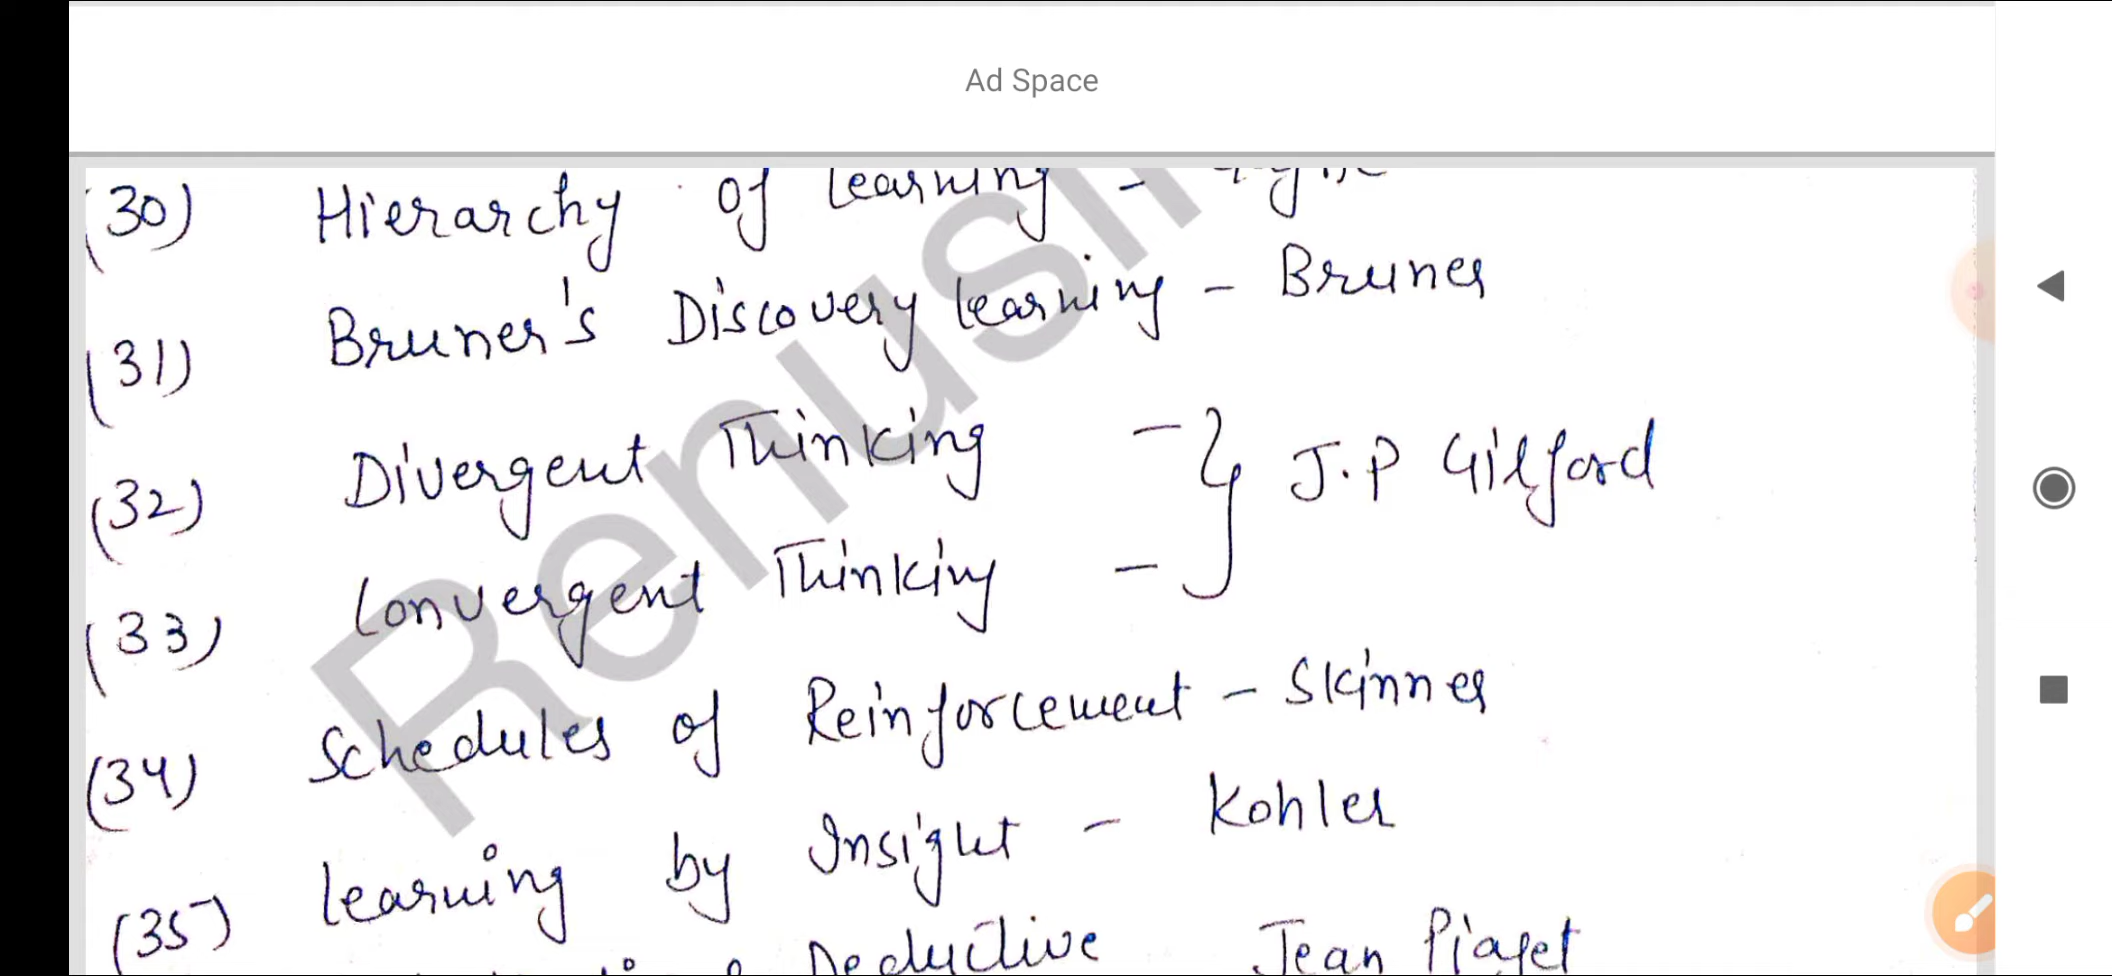 Ad Space
(30) Hierarchy of Learning -
(31) Bruner's Discovery learning - Bruner
(32) Divergent Thinking -
(33) Convergent Thinking - } J.P Gilford
(34) Schedules of Reinforcement - Skinner
(35) learning by Insight - Kohler
Deductive Jean Piaget
Renush